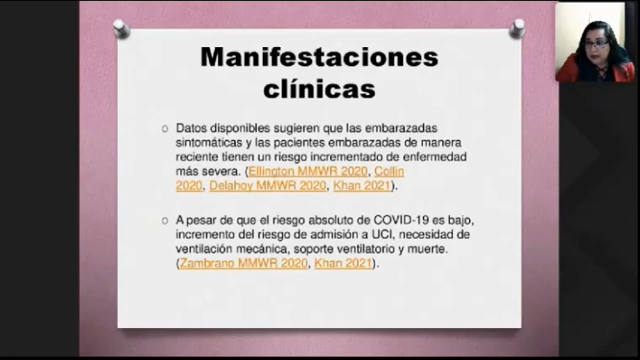 Manifestaciones
clínicas
Datos disponibles sugieren que las embarazadas
sintomáticas y las pacientes embarazadas de manera
reciente tienen un riesgo incrementado de enfermedad
más severa. (Ellington MMWR 2020, Collin
2020, Delahoy MMWR 2020, Khan 2021).
A pesar de que el riesgo absoluto de COVID-19 es bajo,
incremento del riesgo de admisión a UCI, necesidad de
ventilación mecánica, soporte ventilatorio y muerte.
(Zambrano MMWR 2020, Khan 2021).